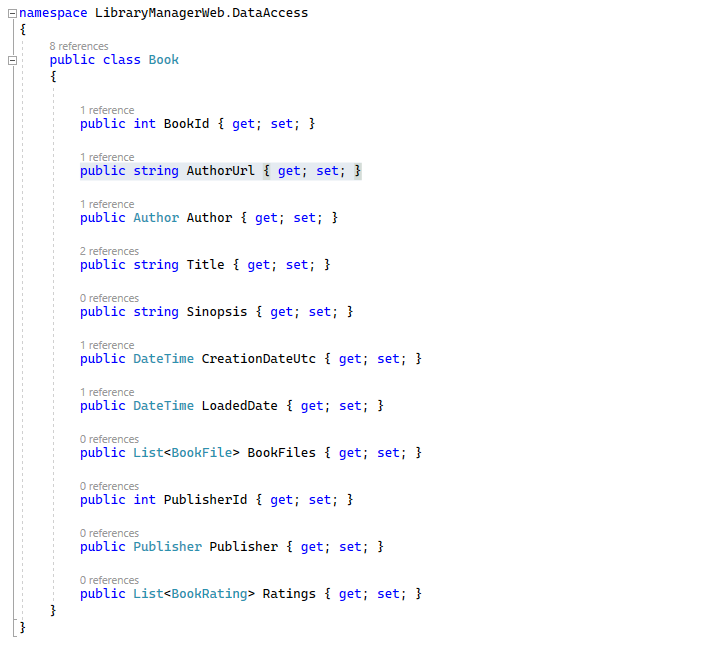 namespace LibraryManagerWeb.DataAccess
{
8 references
public class Book
{
1 reference
public int BookId { get; set; }
1 reference
public string AuthorUrl { get; set; }
1 reference
public Author Author { get; set; }
2 references
public string Title { get; set; }
0 references
public string Sinopsis { get; set; }
1 reference
public DateTime CreationDateUtc { get; set; }
1 reference
public DateTime LoadedDate { get; set; }
0 references
public List<BookFile> BookFiles { get; set; }
0 references
public int PublisherId { get; set; }
0 references
public Publisher Publisher { get; set; }
0 references
public List<BookRating> Ratings { get; set; }
}
}